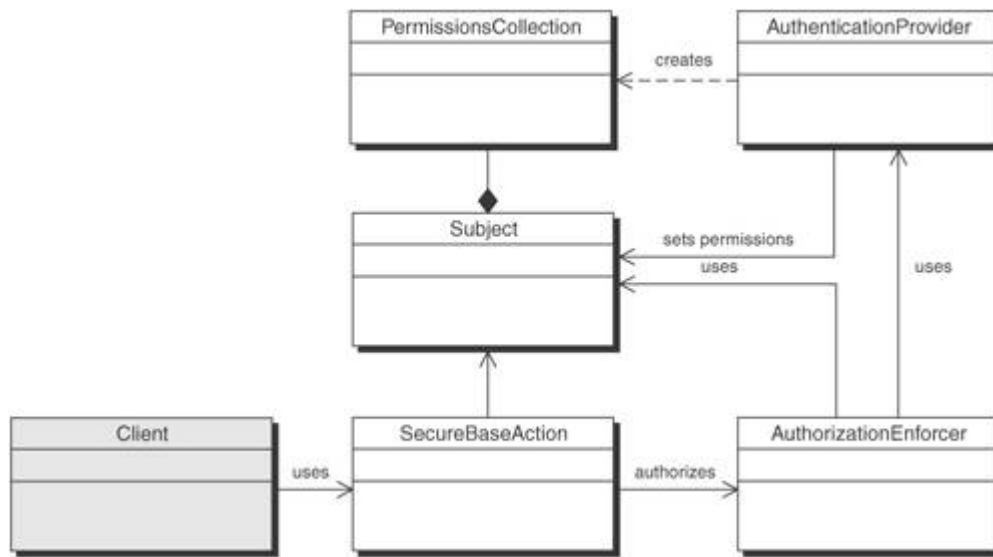 PermissionsCollection
AuthenticationProvider
creates
Subject
sets permissions
uses
uses
Client
SecureBaseAction
AuthorizationEnforcer
uses
authorizes